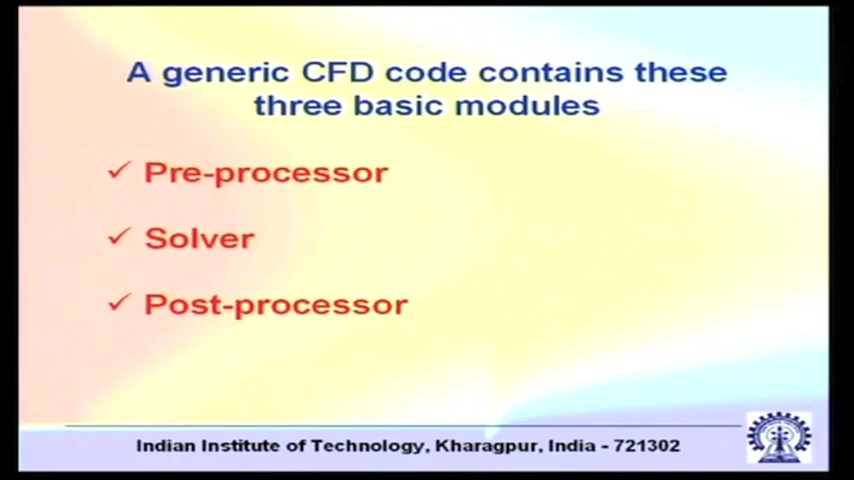 A generic CFD code contains these
three basic modules
✓ Pre-processor
✓ Solver
✓ Post-processor
Indian Institute of Technology, Kharagpur, India - 721302